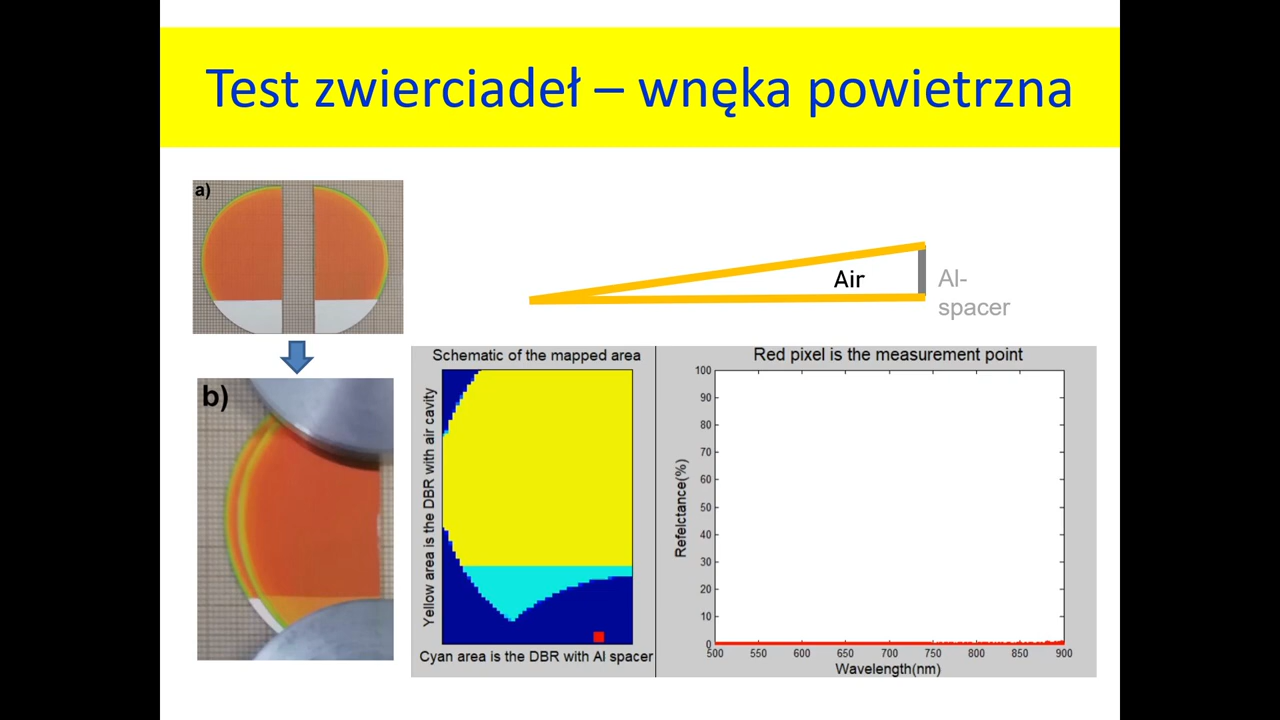 Test zwierciadeł – wnęka powietrzna
a)
b)
Air
Al-
spacer
Schematic of the mapped area
Yellow area is the DBR with air cavity
Cyan area is the DBR with Al spacer
Red pixel is the measurement point
Refelctance(%)
100
90
80
70
60
50
40
30
20
10
0
500 550 600 650 700 750 800 850 900
Wavelength(nm)